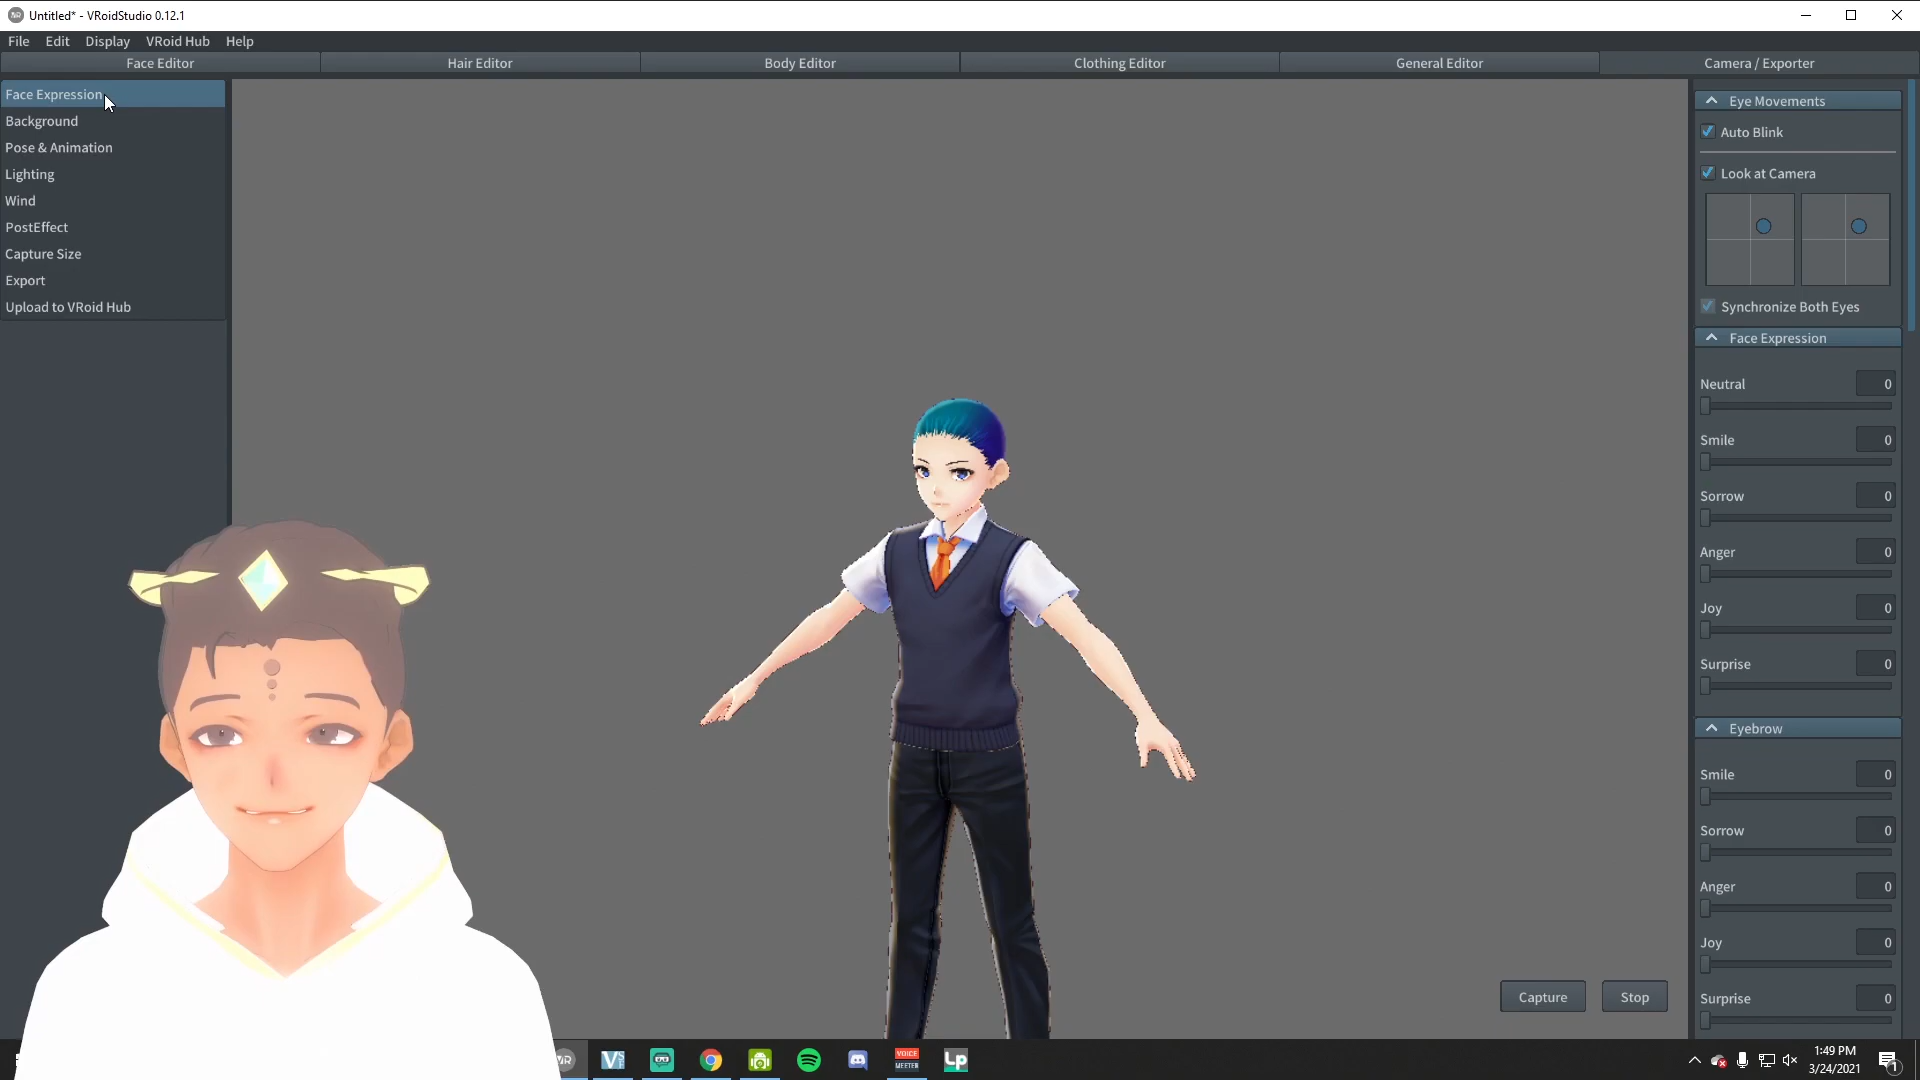 Untitled* - VRoidStudio 0.12.1
File Edit Display VRoid Hub Help
Face Editor Hair Editor Body Editor Clothing Editor General Editor Camera / Exporter
Face Expression
Background
Pose & Animation
Lighting
Wind
PostEffect
Capture Size
Export
Upload to VRoid Hub
Eye Movements
Auto Blink
Look at Camera
Synchronize Both Eyes
Face Expression
Neutral 0
Smile 0
Sorrow 0
Anger 0
Joy 0
Surprise 0
Eyebrow
Smile 0
Sorrow 0
Anger 0
Joy 0
Surprise 0
Capture Stop
VOICE
MEETER
Lp
1:49 PM
3/24/2021
1